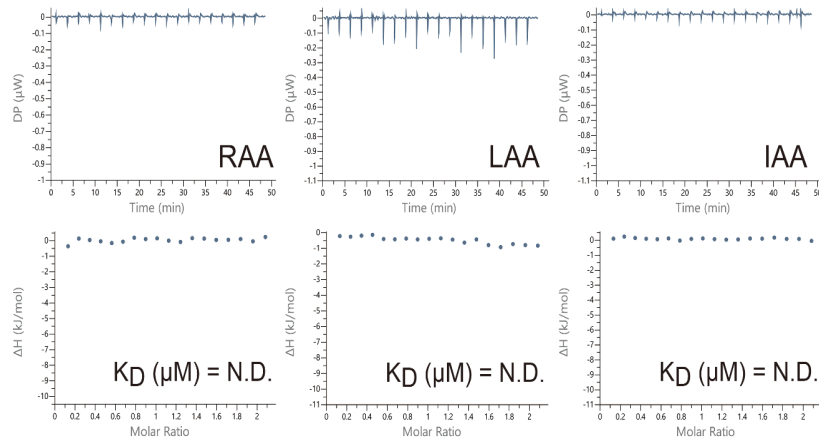 0
-0.1
-0.2
-0.3
-0.4
-0.5
-0.6
-0.7
-0.8
-0.9
-1
DP (µW)
RAA
0 5 10 15 20 25 30 35 40 45 50
Time (min)
0
-0.1
-0.2
-0.3
-0.4
-0.5
-0.6
-0.7
-0.8
-0.9
-1
-1.1
DP (µW)
LAA
0 5 10 15 20 25 30 35 40 45 50
Time (min)
0
-0.1
-0.2
-0.3
-0.4
-0.5
-0.6
-0.7
-0.8
-0.9
-1
-1.1
DP (µW)
IAA
0 5 10 15 20 25 30 35 40 45 50
Time (min)
0
-1
-2
-3
-4
-5
-6
-7
-8
-9
-10
ΔH (kJ/mol)
KD (µM) = N.D.
0 0.2 0.4 0.6 0.8 1 1.2 1.4 1.6 1.8 2
Molar Ratio
0
-1
-2
-3
-4
-5
-6
-7
-8
-9
-10
-11
ΔH (kJ/mol)
KD (µM) = N.D.
0 0.2 0.4 0.6 0.8 1 1.2 1.4 1.6 1.8 2
Molar Ratio
0
-1
-2
-3
-4
-5
-6
-7
-8
-9
-10
-11
ΔH (kJ/mol)
KD (µM) = N.D.
0 0.2 0.4 0.6 0.8 1 1.2 1.4 1.6 1.8 2
Molar Ratio